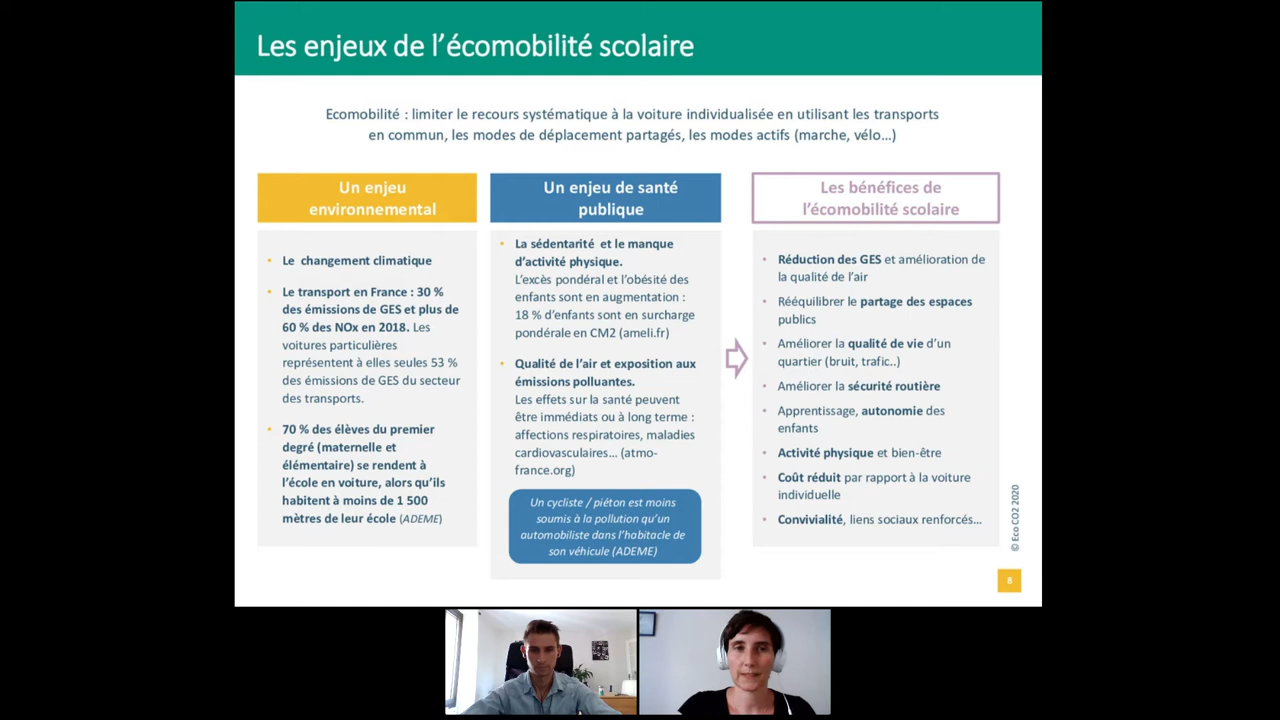 Les enjeux de l'écomobilité scolaire
Ecomobilité : limiter le recours systématique à la voiture individualisée en utilisant les transports
en commun, les modes de déplacement partagés, les modes actifs (marche, vélo…)
Un enjeu
environnemental
Le  changement climatique
Le transport en France : 30 %
des émissions de GES et plus de
60 % des NOx en 2018. Les
voitures particulières
représentent à elles seules 53 %
des émissions de GES du secteur
des transports.
70 % des élèves du premier
degré (maternelle et
élémentaire) se rendent à
l'école en voiture, alors qu'ils
habitent à moins de 1 500
mètres de leur école (ADEME)
Un enjeu de santé
publique
La sédentarité  et le manque
d'activité physique.
L'excès pondéral et l'obésité des
enfants sont en augmentation :
18 % d'enfants sont en surcharge
pondérale en CM2 (ameli.fr)
Qualité de l'air et exposition aux
émissions polluantes.
Les effets sur la santé peuvent
être immédiats ou à long terme :
affections respiratoires, maladies
cardiovasculaires… (atmo-
france.org)
Un cycliste / piéton est moins
soumis à la pollution qu'un
automobiliste dans l'habitacle de
son véhicule (ADEME)
Les bénéfices de
l'écomobilité scolaire
Réduction des GES et amélioration de
la qualité de l'air
Rééquilibrer le partage des espaces
publics
Améliorer la qualité de vie d'un
quartier (bruit, trafic..)
Améliorer la sécurité routière
Apprentissage, autonomie des
enfants
Activité physique et bien-être
Coût réduit par rapport à la voiture
individuelle
Convivialité, liens sociaux renforcés…
© Eco CO2 2020
8